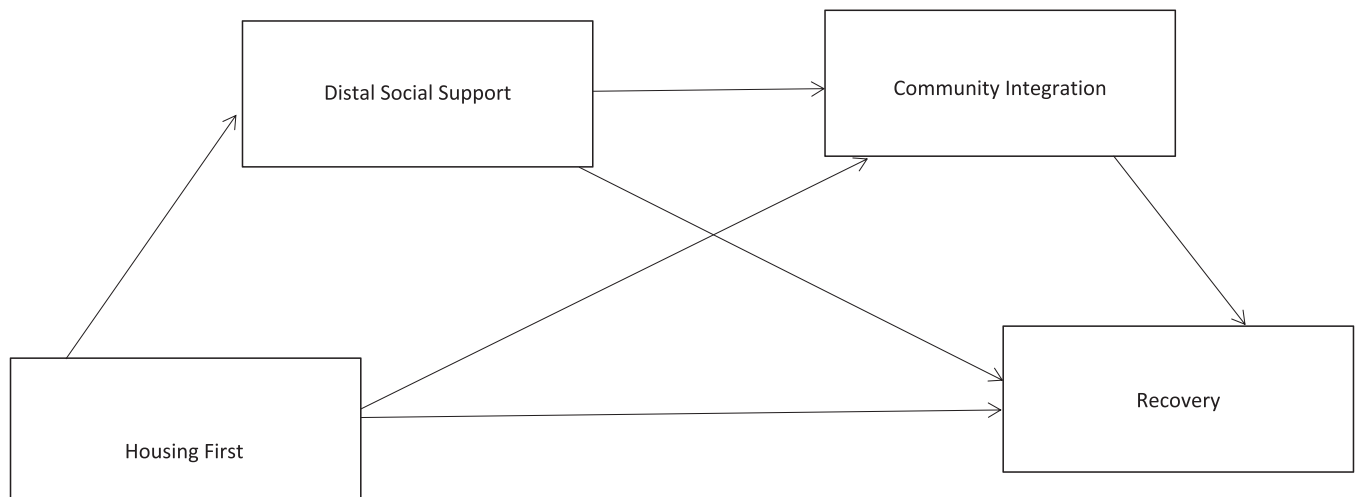 Distal Social Support
Community Integration
Recovery
Housing First